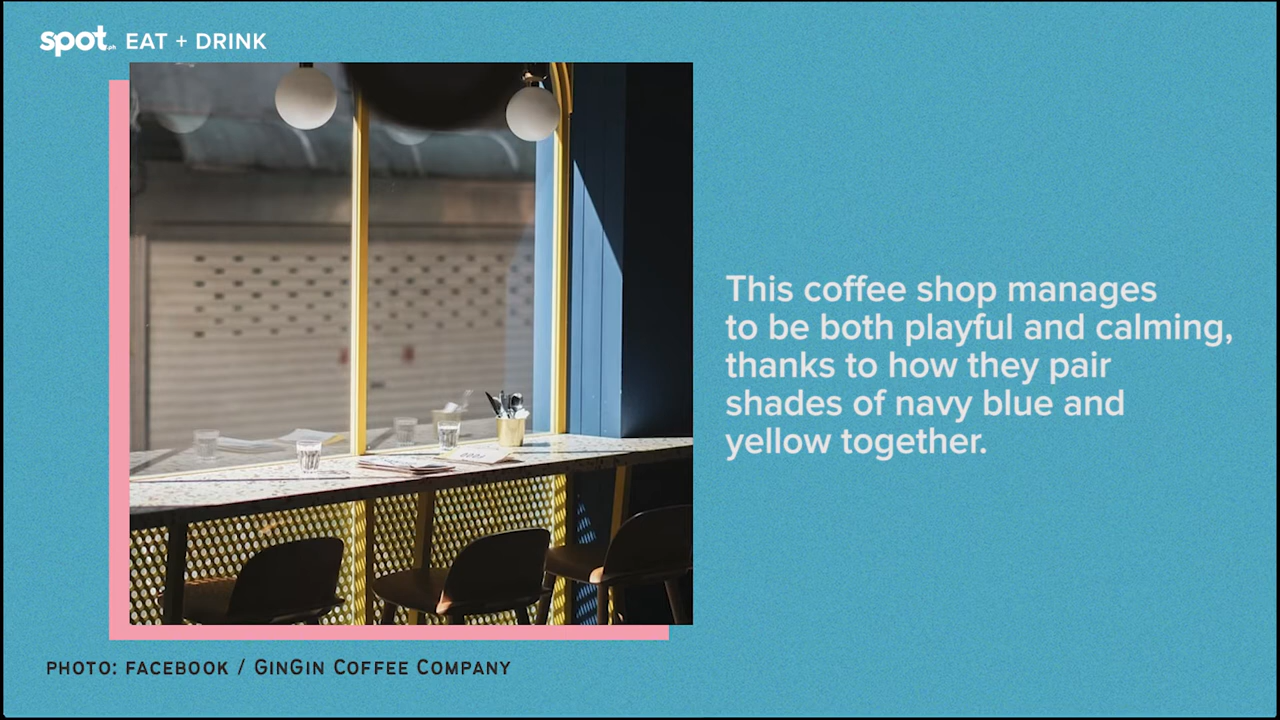 spot.ph EAT + DRINK
This coffee shop manages
to be both playful and calming,
thanks to how they pair
shades of navy blue and
yellow together.
PHOTO: FACEBOOK / GINGIN COFFEE COMPANY